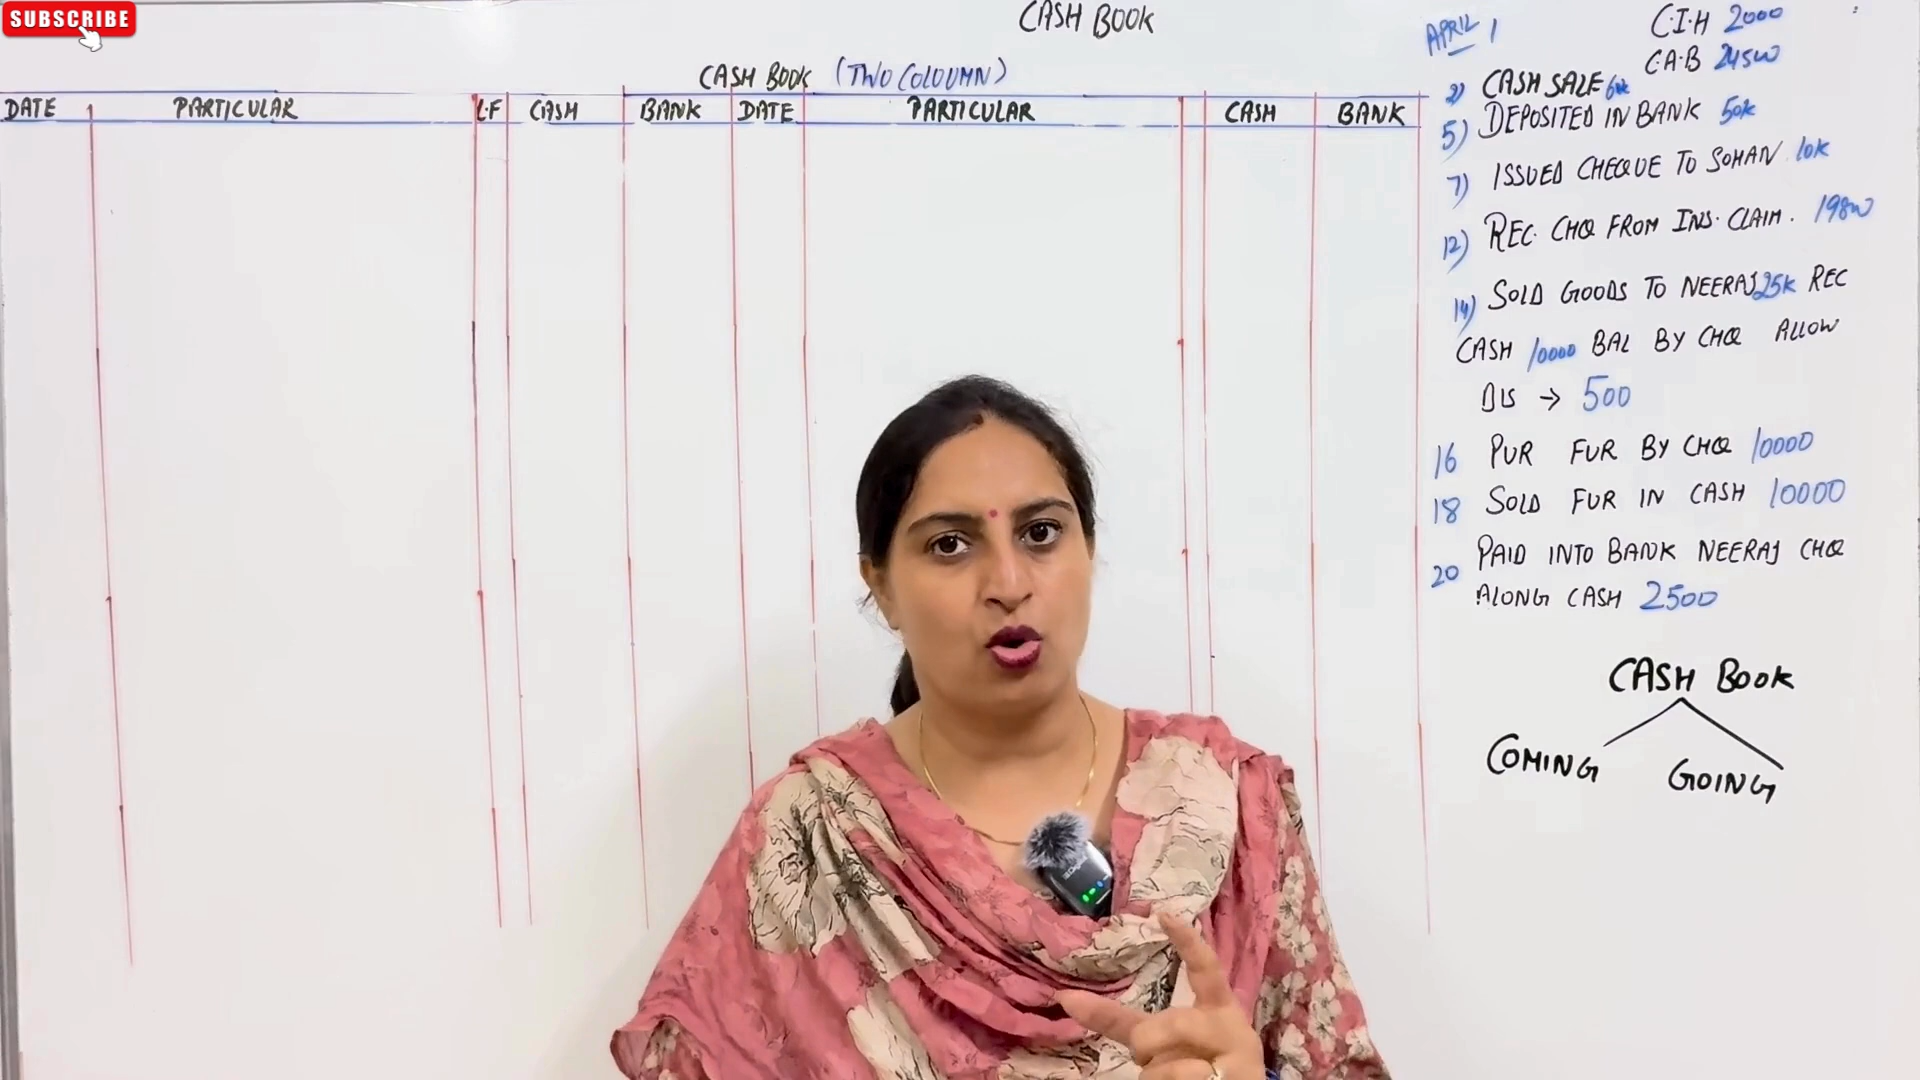 SUBSCRIBE
CASH BOOK
CASH BOOK (TWO COLOUMN)
DATE PARTICULAR L.F CASH BANK DATE PARTICULAR CASH BANK
APRIL 1 C.I.H 2000
C.A.B
2) CASH SALE
5) DEPOSITED IN BANK 50k
7) ISSUED CHEQUE TO SOHAN 10k
12) REC. CHQ FROM INS. CLAIM.
14) SOLD GOODS TO NEERAJ 25k REC
CASH 10000 BAL BY CHQ ALLOW
DIS → 500
16 PUR FUR BY CHQ 10000
18 SOLD FUR IN CASH 10000
20 PAID INTO BANK NEERAJ CHQ
ALONG CASH 2500
CASH BOOK
COMING GOING